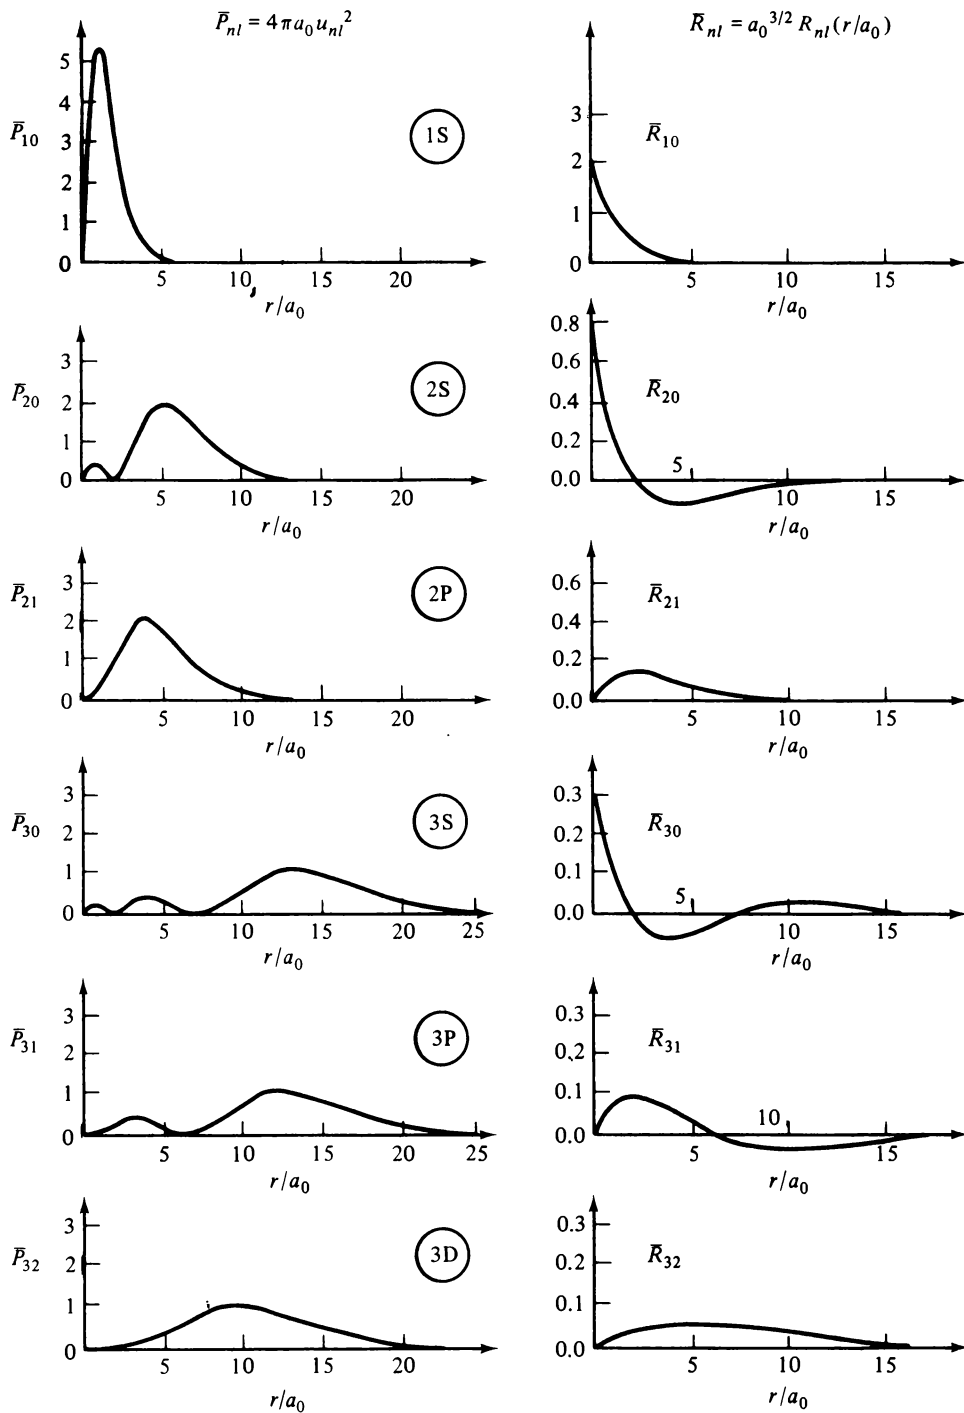 P̄nl = 4πa₀unl²
R̄nl = a₀^3/2 Rnl(r/a₀)
5
4
3
2
1
0
P̄₁₀
1S
5 10 15 20
r/a₀
3
2
1
0
R̄₁₀
5 10 15
r/a₀
3
2
1
0
P̄₂₀
2S
5 10 15 20
r/a₀
0.8
0.6
0.4
0.2
0.0
R̄₂₀
5 10 15
r/a₀
3
2
1
0
P̄₂₁
2P
5 10 15 20
r/a₀
0.6
0.4
0.2
0.0
R̄₂₁
5 10 15
r/a₀
3
2
1
0
P̄₃₀
3S
5 10 15 20 25
r/a₀
0.3
0.2
0.1
0.0
R̄₃₀
5 10 15
r/a₀
3
2
1
0
P̄₃₁
3P
5 10 15 20 25
r/a₀
0.3
0.2
0.1
0.0
R̄₃₁
5 10 15
r/a₀
3
2
1
0
P̄₃₂
3D
5 10 15 20
r/a₀
0.3
0.2
0.1
0.0
R̄₃₂
5 10 15
r/a₀